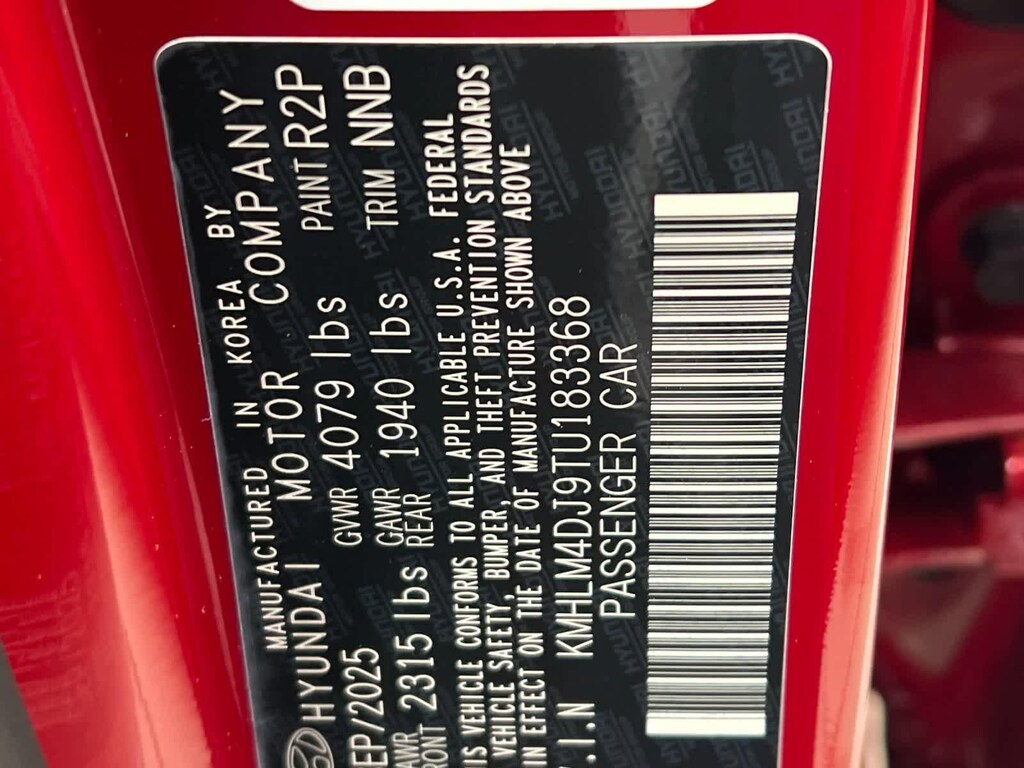 MANUFACTURED IN KOREA BY
HYUNDAI MOTOR COMPANY
EP/2025 GVWR 4079 lbs PAINT R2P
AWR RONT 2315 lbs GAWR REAR 1940 lbs TRIM NNB
IS VEHICLE CONFORMS TO ALL APPLICABLE U.S.A. FEDERAL
VEHICLE SAFETY, BUMPER, AND THEFT PREVENTION STANDARDS
IN EFFECT ON THE DATE OF MANUFACTURE SHOWN ABOVE
.I.N KMHLM4DJ9TU183368
PASSENGER CAR